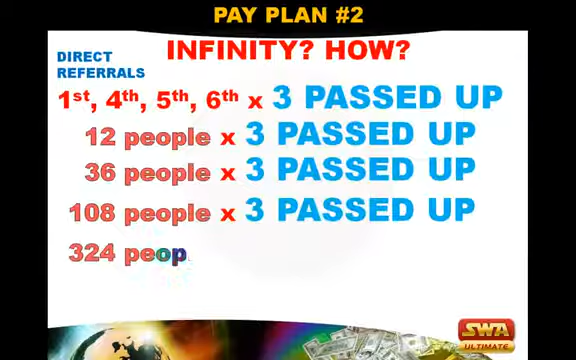 PAY PLAN #2
INFINITY? HOW?
DIRECT
REFERRALS
1st, 4th, 5th, 6th x 3 PASSED UP
12 people x 3 PASSED UP
36 people x 3 PASSED UP
108 people x 3 PASSED UP
324 peop
SWA
ULTIMATE